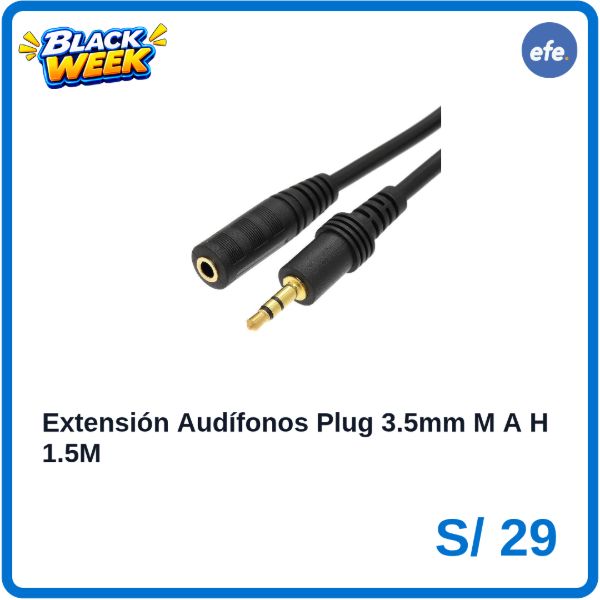 BLACK
WEEK
efe.
Extensión Audífonos Plug 3.5mm M A H
1.5M
S/ 29